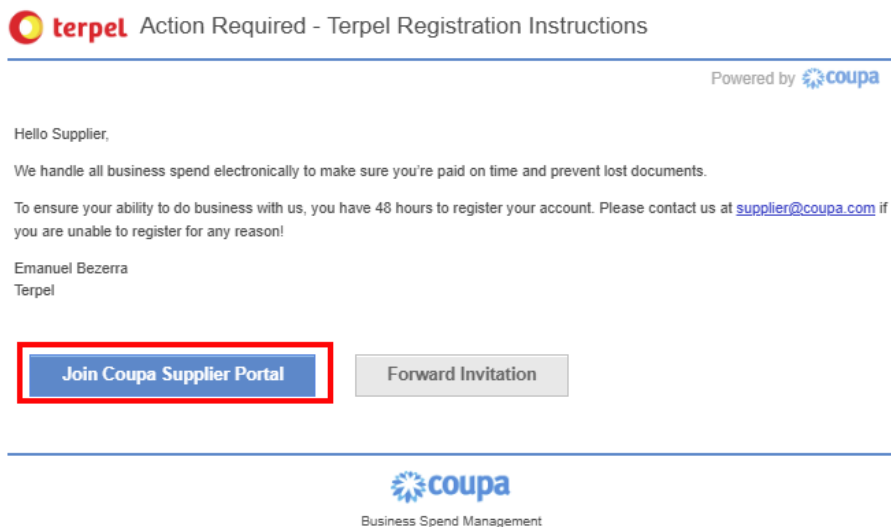 terpel Action Required - Terpel Registration Instructions
Powered by coupa
Hello Supplier,
We handle all business spend electronically to make sure you're paid on time and prevent lost documents.
To ensure your ability to do business with us, you have 48 hours to register your account. Please contact us at supplier@coupa.com if
you are unable to register for any reason!
Emanuel Bezerra
Terpel
Join Coupa Supplier Portal
Forward Invitation
coupa
Business Spend Management